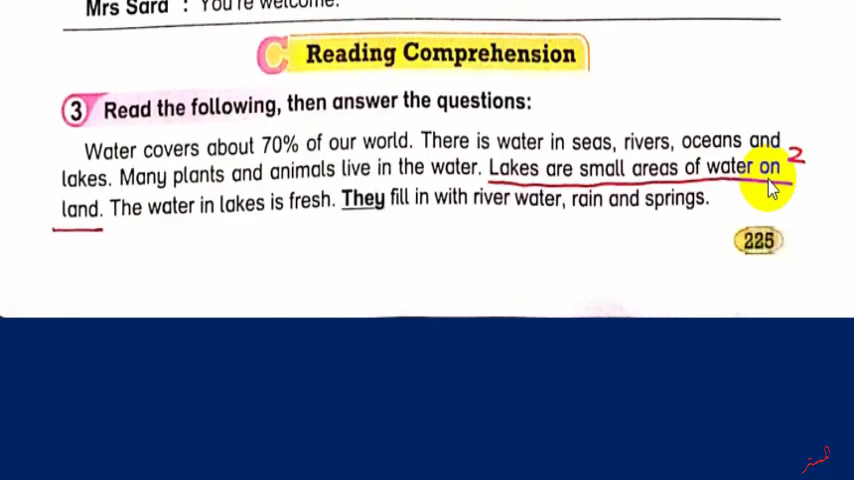 Mrs Sara : You're welcome.
C Reading Comprehension
3 Read the following, then answer the questions:
Water covers about 70% of our world. There is water in seas, rivers, oceans and
lakes. Many plants and animals live in the water. Lakes are small areas of water on 2
land. The water in lakes is fresh. They fill in with river water, rain and springs.
225
المستر